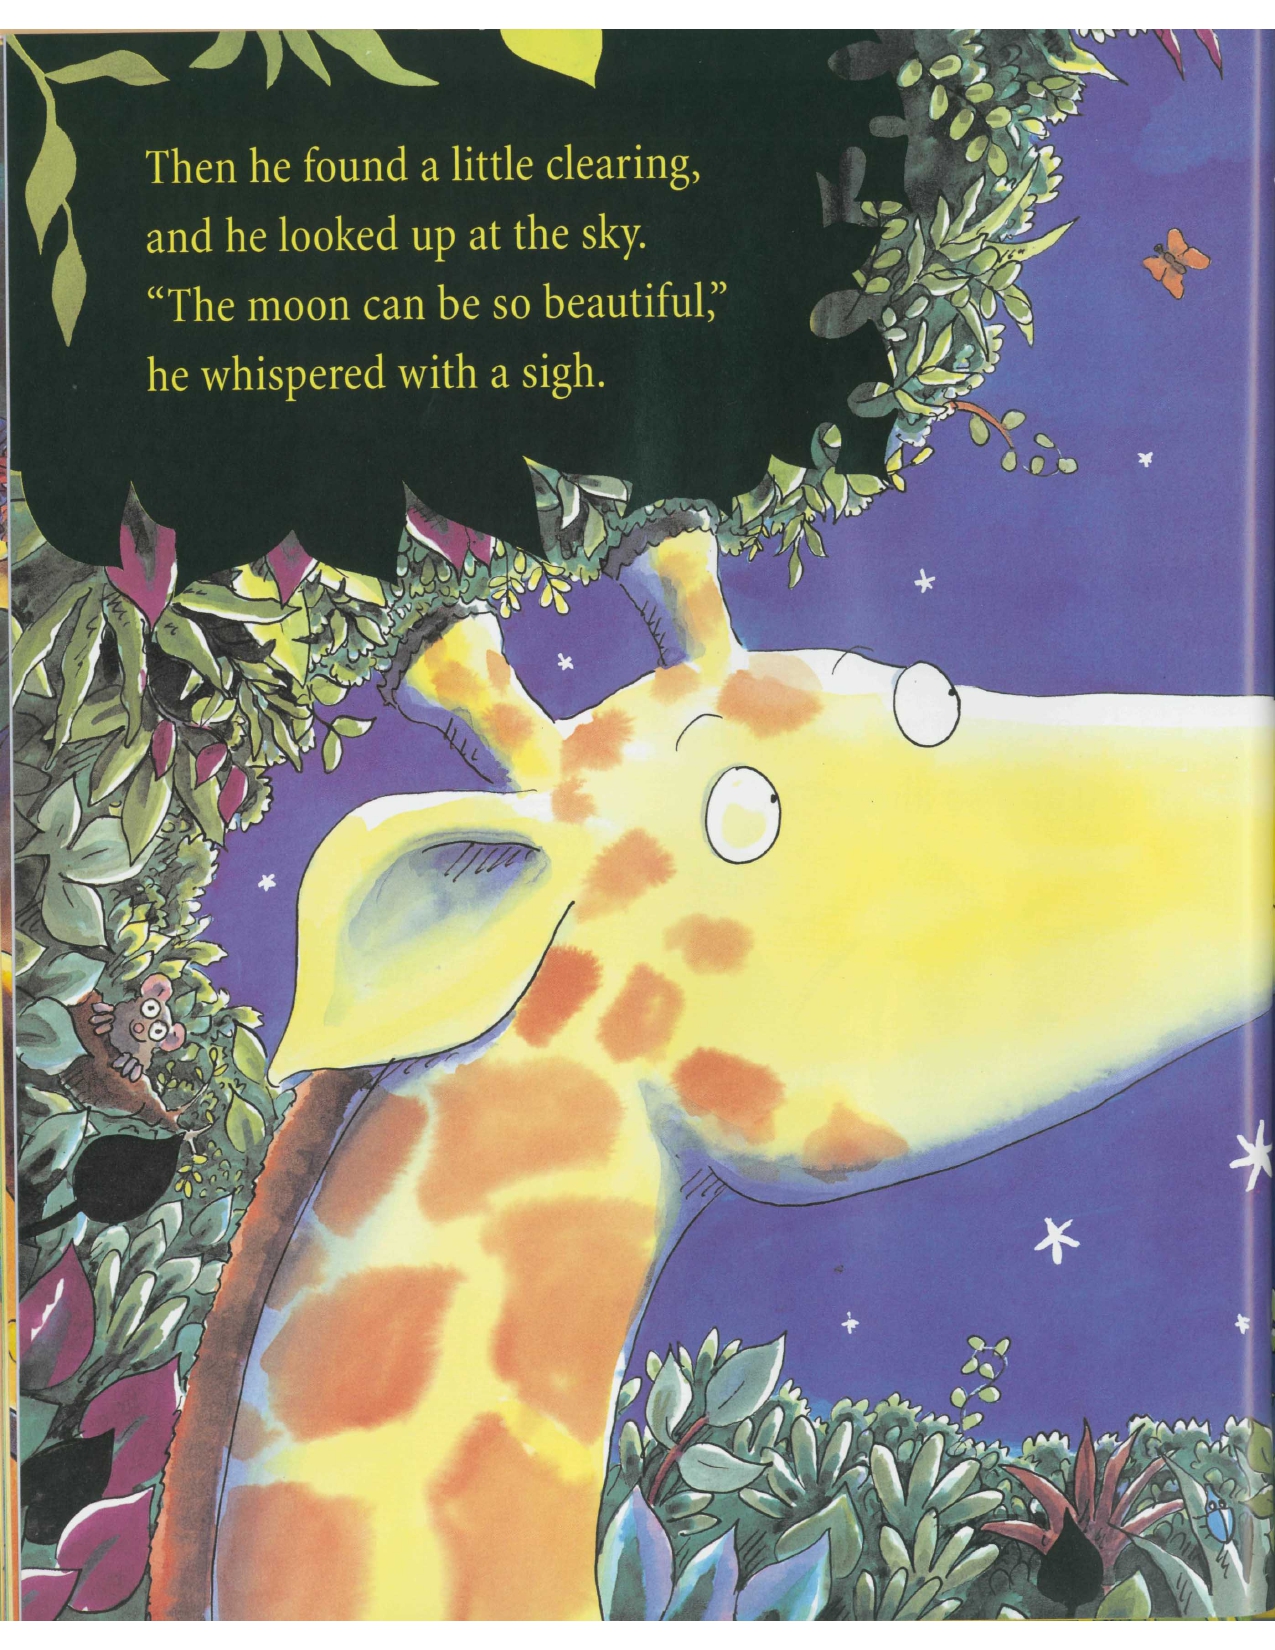 Then he found a little clearing,
and he looked up at the sky.
“The moon can be so beautiful,”
he whispered with a sigh.